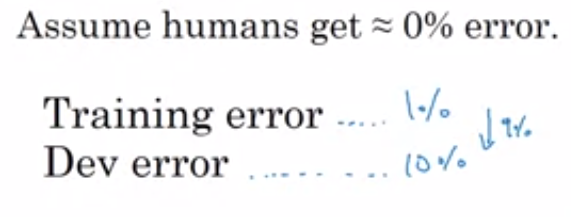 Assume humans get ≈ 0% error.
Training error ..... 1% ↓ 9%
Dev error ......... 10%